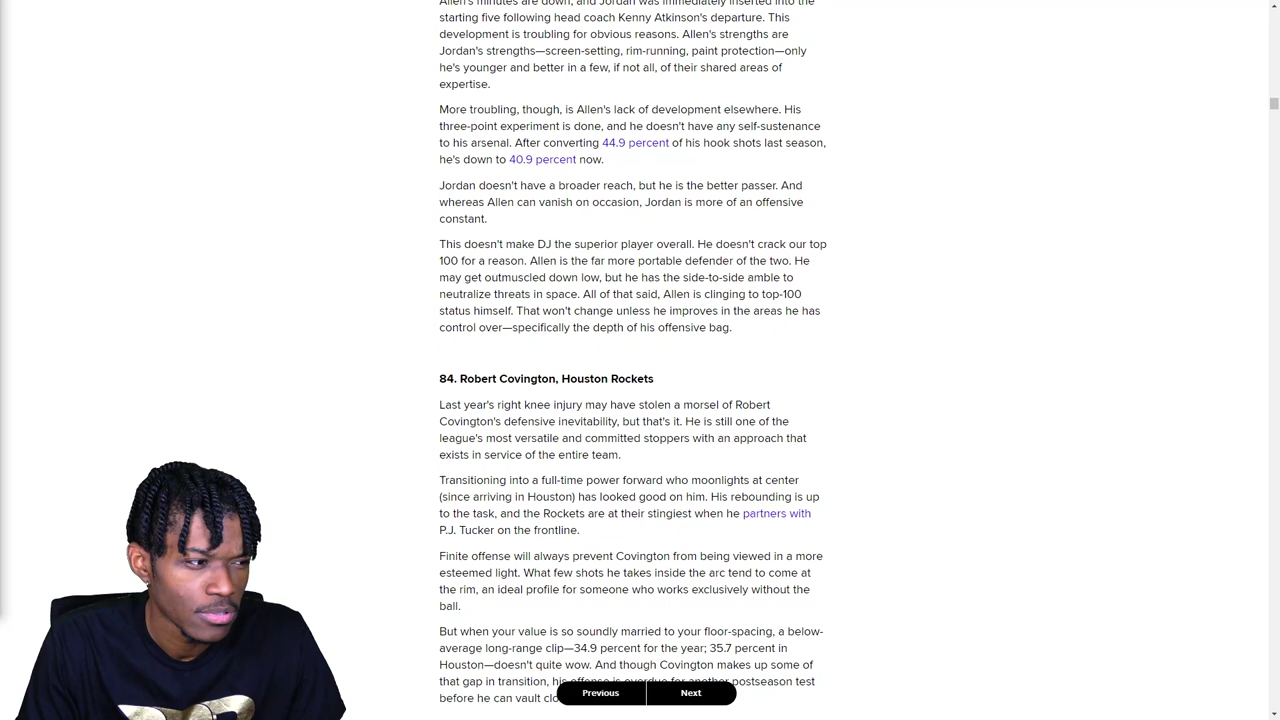 Allen's minutes are down, and Jordan was immediately inserted into the
starting five following head coach Kenny Atkinson's departure. This
development is troubling for obvious reasons. Allen's strengths are
Jordan's strengths—screen-setting, rim-running, paint protection—only
he's younger and better in a few, if not all, of their shared areas of
expertise.
More troubling, though, is Allen's lack of development elsewhere. His
three-point experiment is done, and he doesn't have any self-sustenance
to his arsenal. After converting 44.9 percent of his hook shots last season,
he's down to 40.9 percent now.
Jordan doesn't have a broader reach, but he is the better passer. And
whereas Allen can vanish on occasion, Jordan is more of an offensive
constant.
This doesn't make DJ the superior player overall. He doesn't crack our top
100 for a reason. Allen is the far more portable defender of the two. He
may get outmuscled down low, but he has the side-to-side amble to
neutralize threats in space. All of that said, Allen is clinging to top-100
status himself. That won't change unless he improves in the areas he has
control over—specifically the depth of his offensive bag.
84. Robert Covington, Houston Rockets
Last year's right knee injury may have stolen a morsel of Robert
Covington's defensive inevitability, but that's it. He is still one of the
league's most versatile and committed stoppers with an approach that
exists in service of the entire team.
Transitioning into a full-time power forward who moonlights at center
(since arriving in Houston) has looked good on him. His rebounding is up
to the task, and the Rockets are at their stingiest when he partners with
P.J. Tucker on the frontline.
Finite offense will always prevent Covington from being viewed in a more
esteemed light. What few shots he takes inside the arc tend to come at
the rim, an ideal profile for someone who works exclusively without the
ball.
But when your value is so soundly married to your floor-spacing, a below-
average long-range clip—34.9 percent for the year; 35.7 percent in
Houston—doesn't quite wow. And though Covington makes up some of
that gap in transition, his offense is overdue for another postseason test
before he can vault
Previous
Next